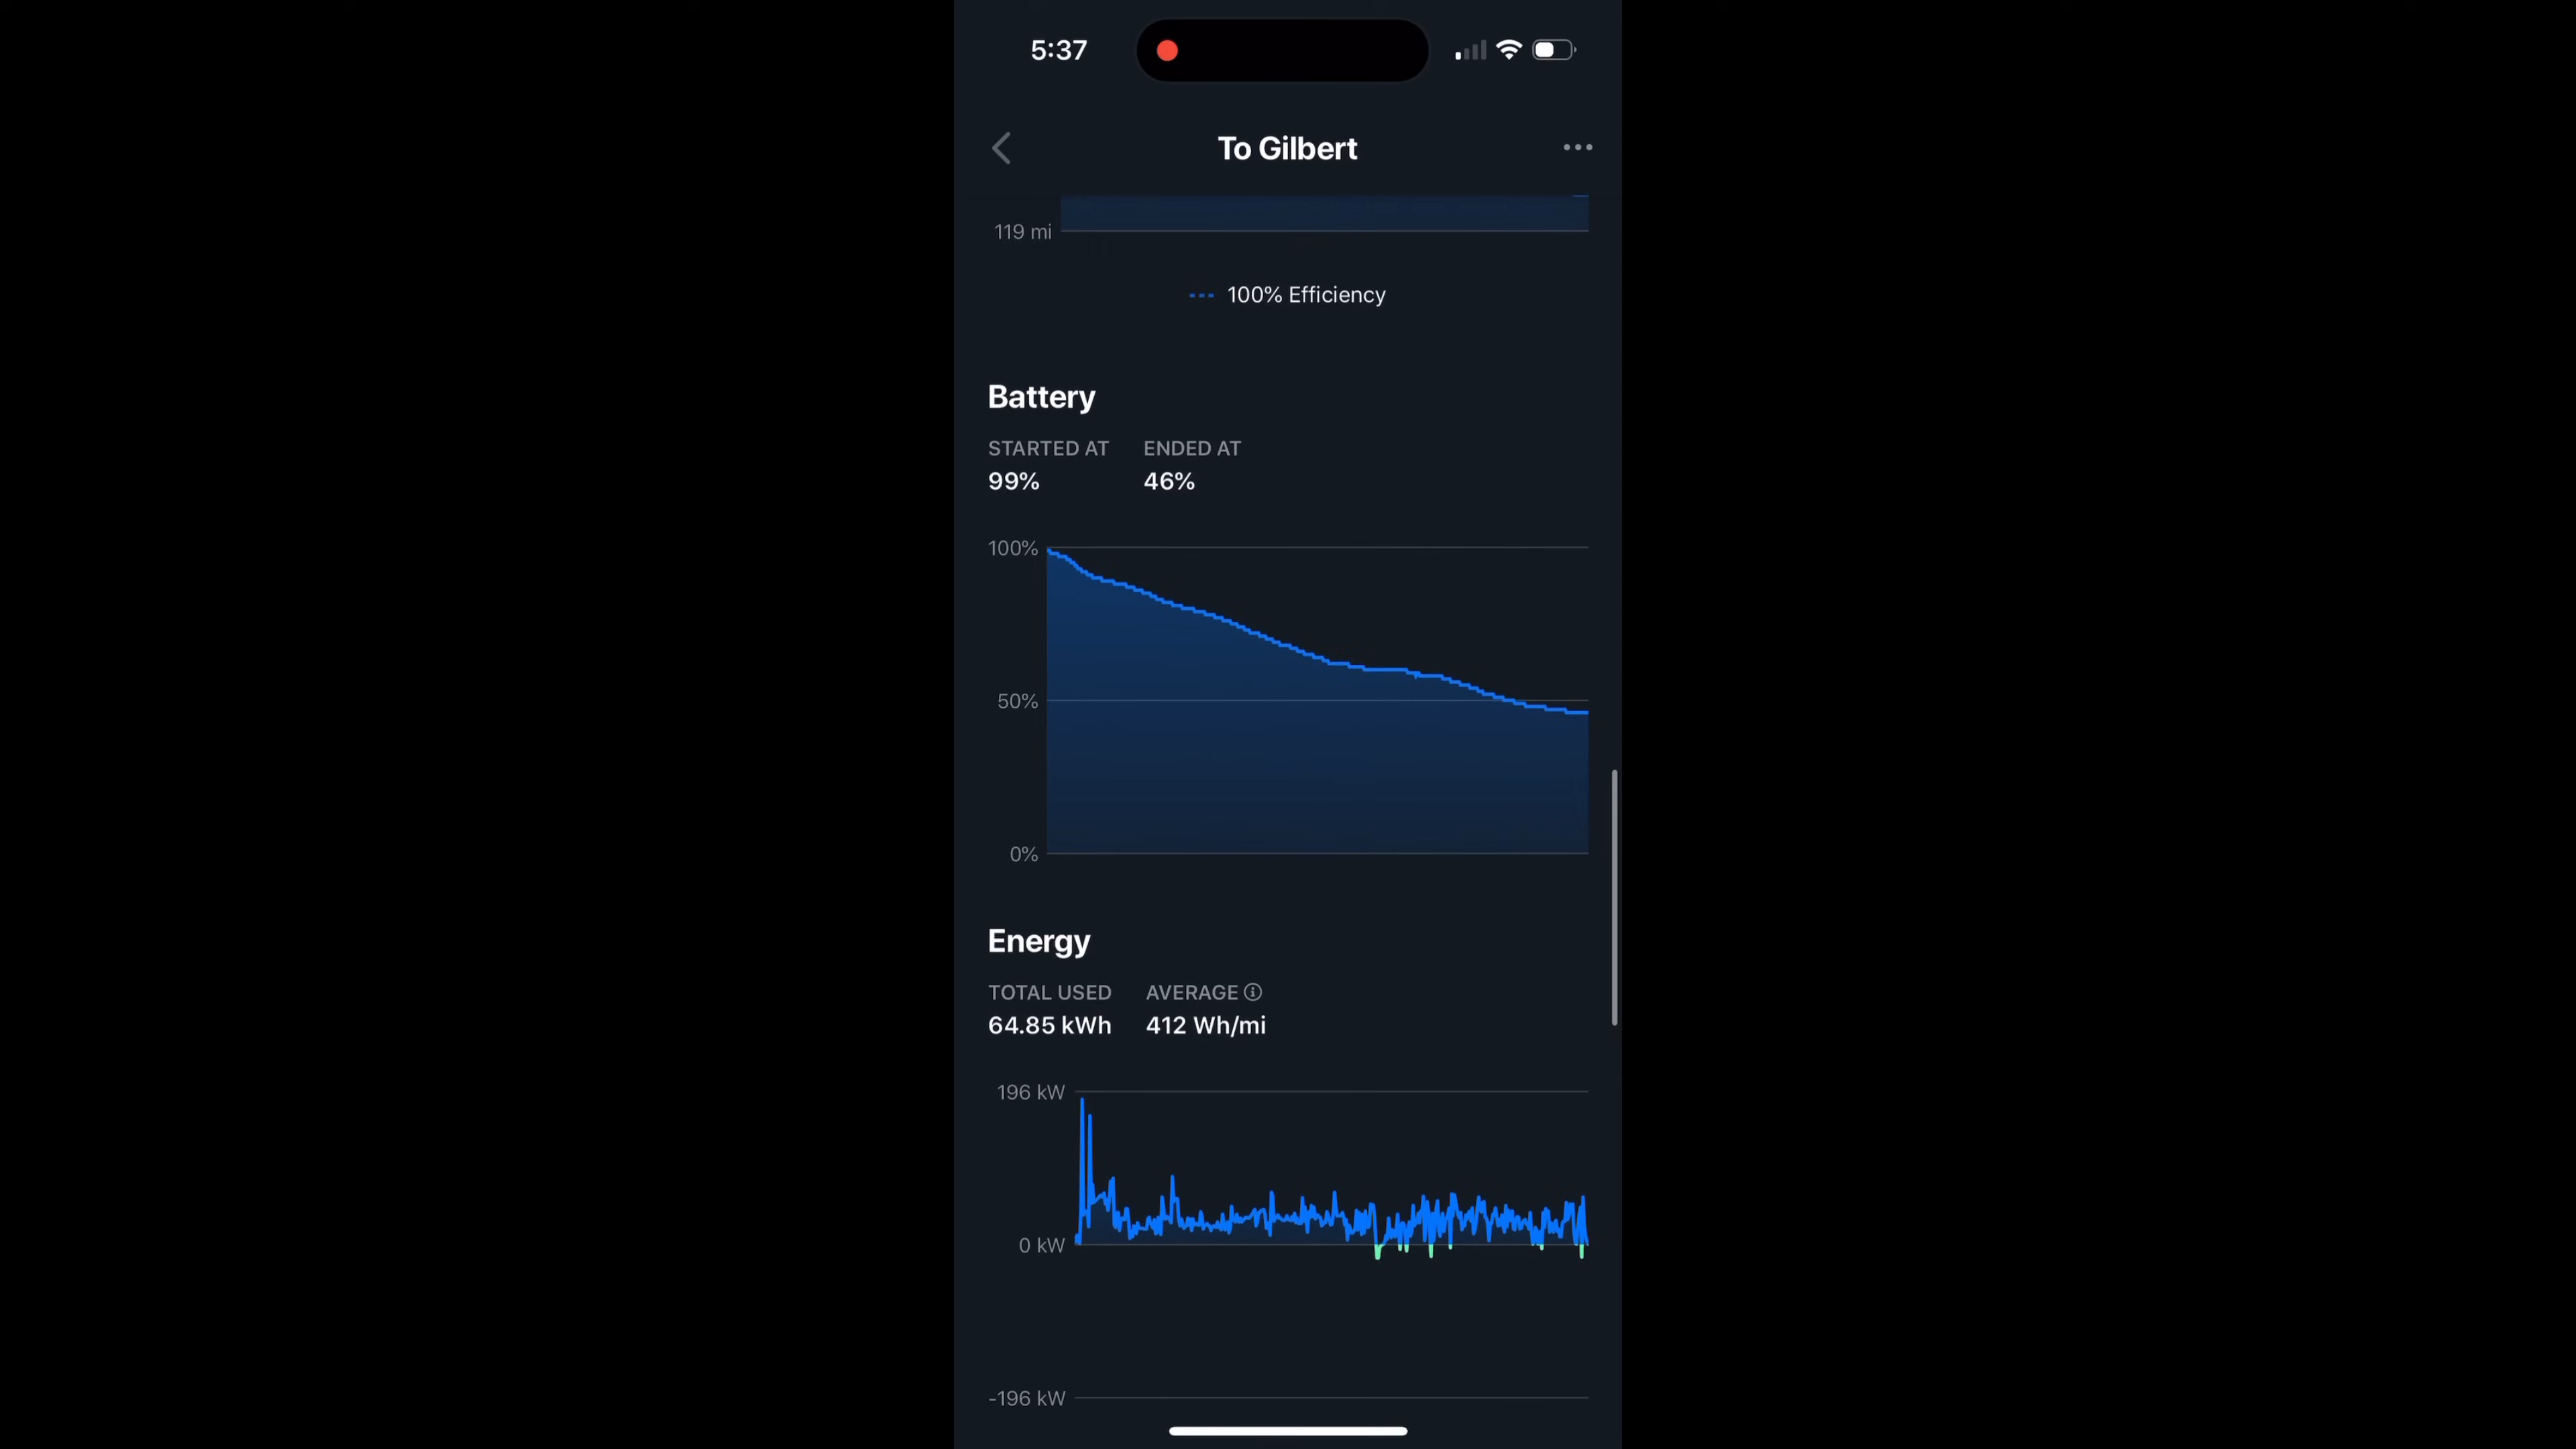 5:37
To Gilbert
119 mi
100% Efficiency
Battery
STARTED AT ENDED AT
99% 46%
100%
50%
0%
Energy
TOTAL USED AVERAGE
64.85 kWh 412 Wh/mi
196 kW
0 kW
-196 kW